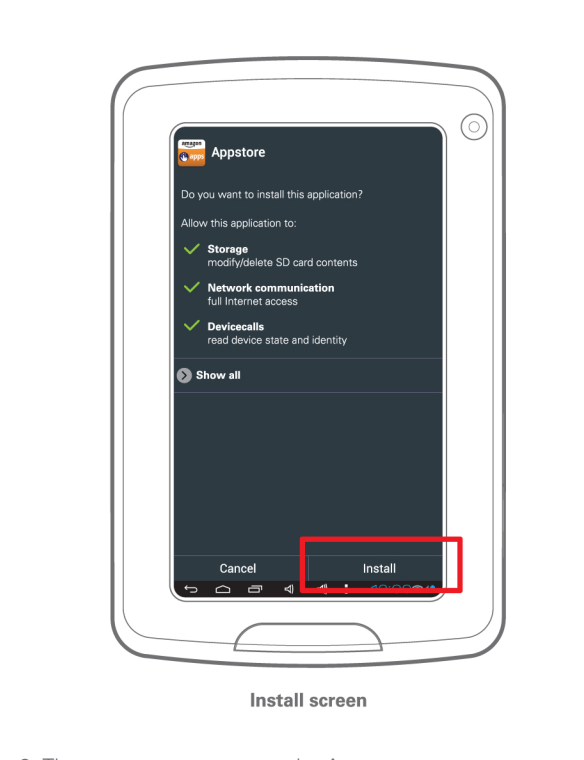 amazon
apps
Appstore
Do you want to install this application?
Allow this application to:
Storage
modify/delete SD card contents
Network communication
full Internet access
Devicecalls
read device state and identity
Show all
Cancel
Install
Install screen